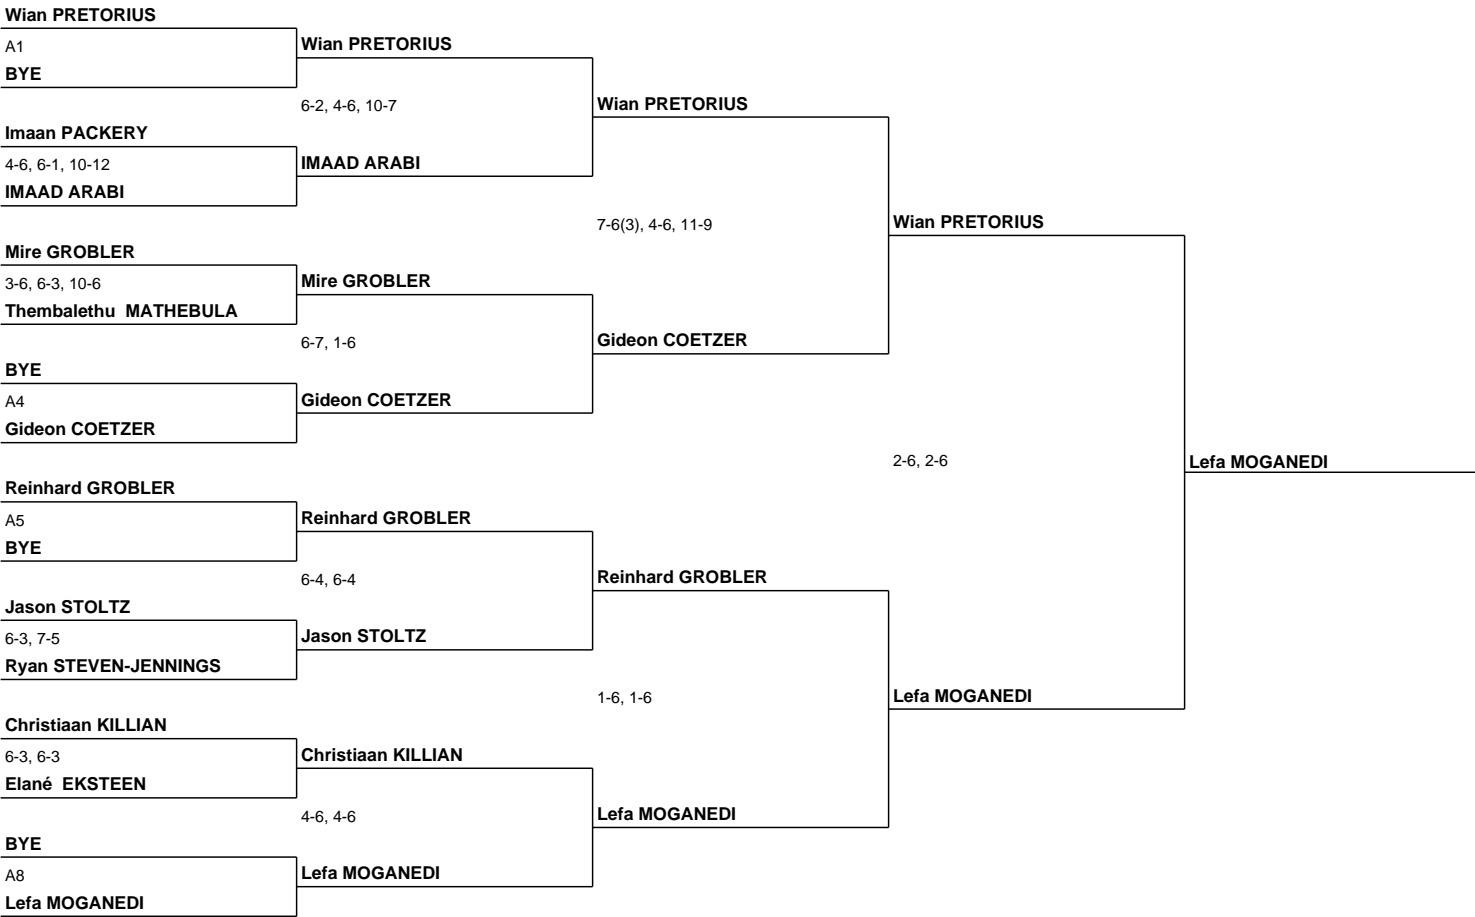 Wian PRETORIUS
A1
BYE
Wian PRETORIUS
6-2, 4-6, 10-7
Imaan PACKERY
4-6, 6-1, 10-12
IMAAD ARABI
IMAAD ARABI
Wian PRETORIUS
7-6(3), 4-6, 11-9
Mire GROBLER
3-6, 6-3, 10-6
Thembalethu  MATHEBULA
Mire GROBLER
6-7, 1-6
BYE
A4
Gideon COETZER
Gideon COETZER
Gideon COETZER
Wian PRETORIUS
2-6, 2-6
Lefa MOGANEDI
Reinhard GROBLER
A5
BYE
Reinhard GROBLER
6-4, 6-4
Jason STOLTZ
6-3, 7-5
Ryan STEVEN-JENNINGS
Jason STOLTZ
Reinhard GROBLER
1-6, 1-6
Christiaan KILLIAN
6-3, 6-3
Elané  EKSTEEN
Christiaan KILLIAN
4-6, 4-6
BYE
A8
Lefa MOGANEDI
Lefa MOGANEDI
Lefa MOGANEDI
Lefa MOGANEDI